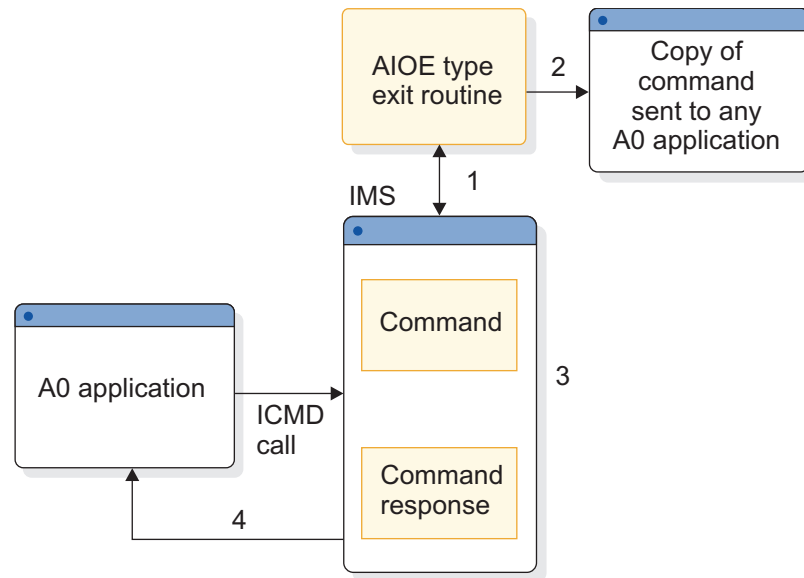 AIOE type
exit routine
2
Copy of
command
sent to any
A0 application
1
IMS
Command
3
A0 application
ICMD
call
Command
response
4